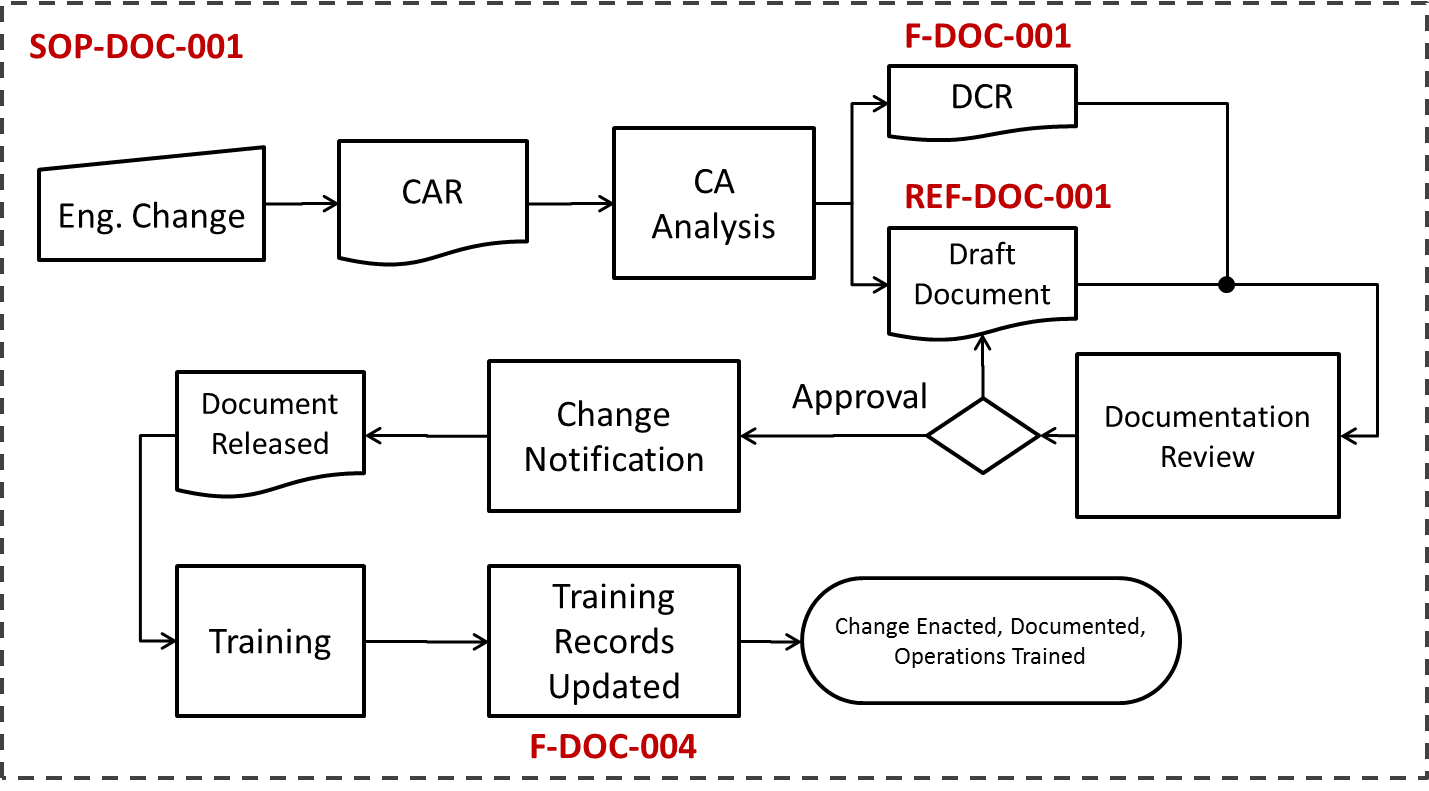 SOP-DOC-001
F-DOC-001
DCR
Eng. Change
CAR
CA
Analysis
REF-DOC-001
Draft
Document
Document
Released
Change
Notification
Approval
Documentation
Review
Training
Training
Records
Updated
Change Enacted, Documented,
Operations Trained
F-DOC-004